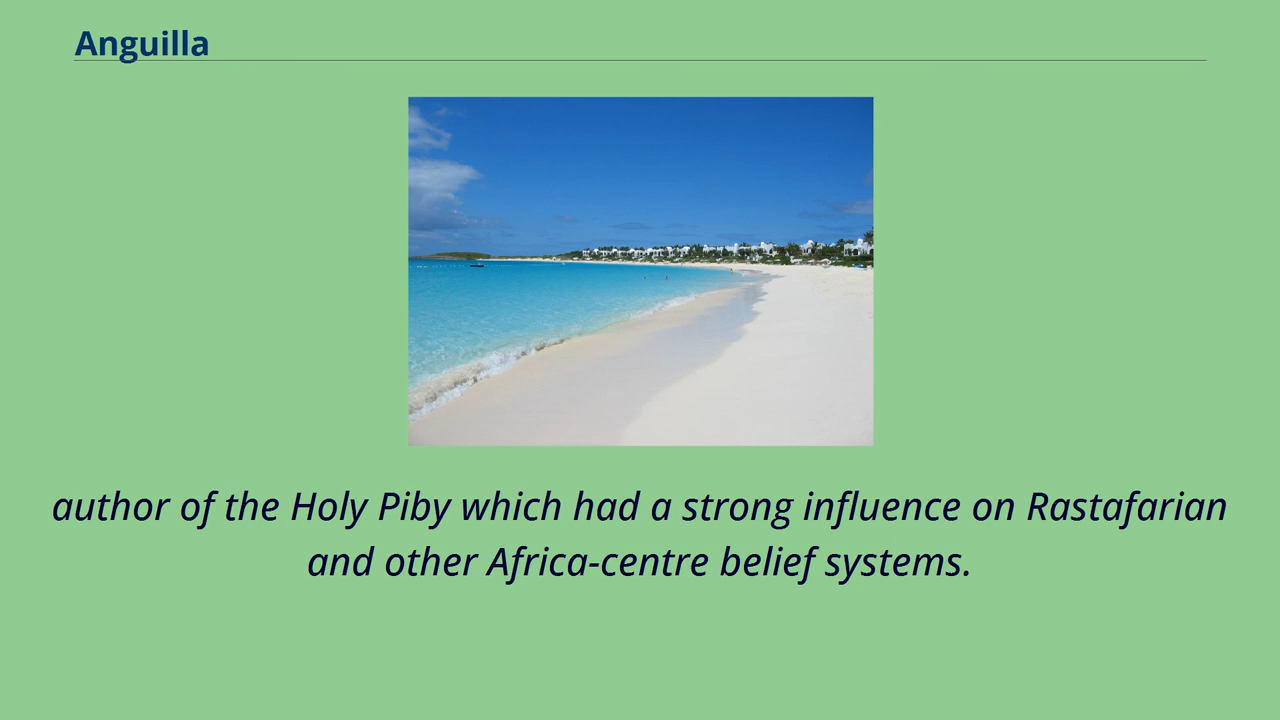 Anguilla
author of the Holy Piby which had a strong influence on Rastafarian
and other Africa-centre belief systems.